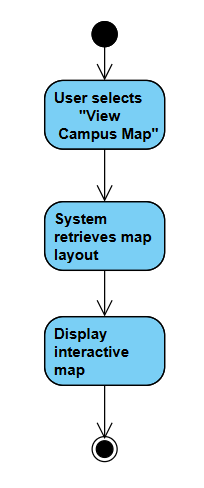 User selects
"View
Campus Map"
System
retrieves map
layout
Display
interactive
map